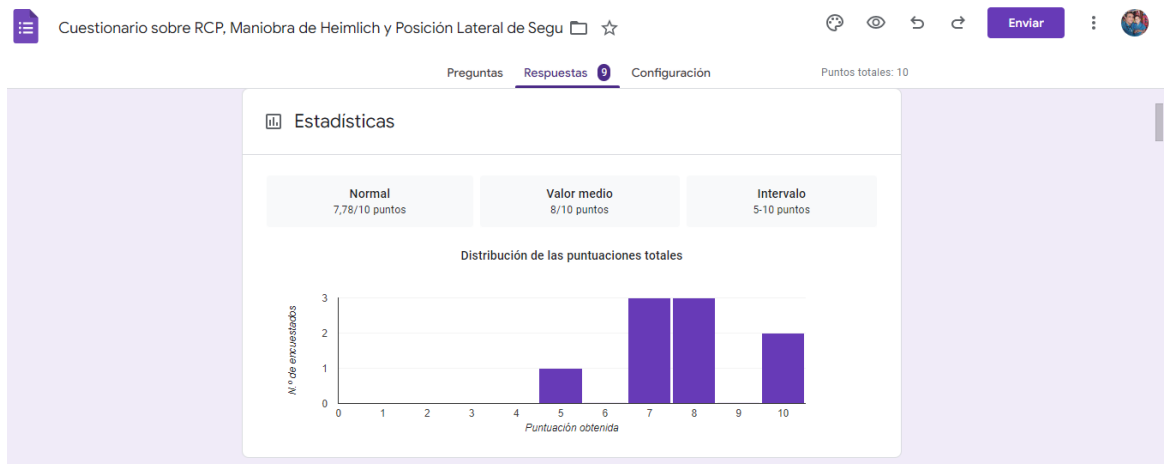 Cuestionario sobre RCP, Maniobra de Heimlich y Posición Lateral de Segu
Enviar
Preguntas Respuestas 9 Configuración Puntos totales: 10
Estadísticas
Normal Valor medio Intervalo
7,78/10 puntos 8/10 puntos 5-10 puntos
Distribución de las puntuaciones totales
N.º de encuestados
3
2
1
0
0 1 2 3 4 5 6 7 8 9 10
Puntuación obtenida